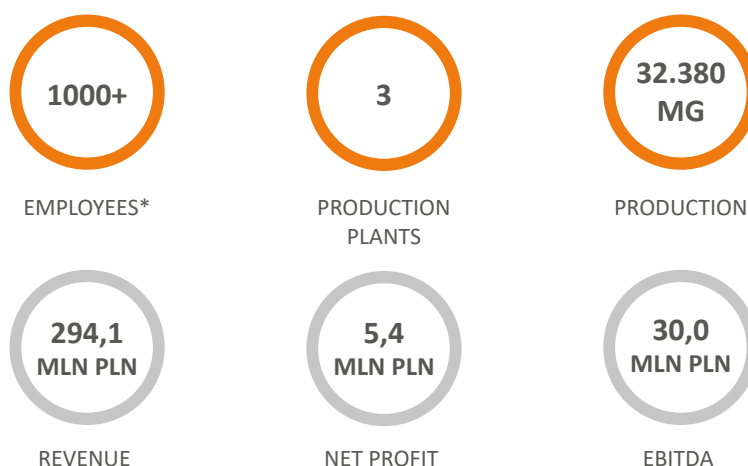 1000+
3
32.380
MG
EMPLOYEES*
PRODUCTION
PLANTS
PRODUCTION
294,1
MLN PLN
5,4
MLN PLN
30,0
MLN PLN
REVENUE
NET PROFIT
EBITDA